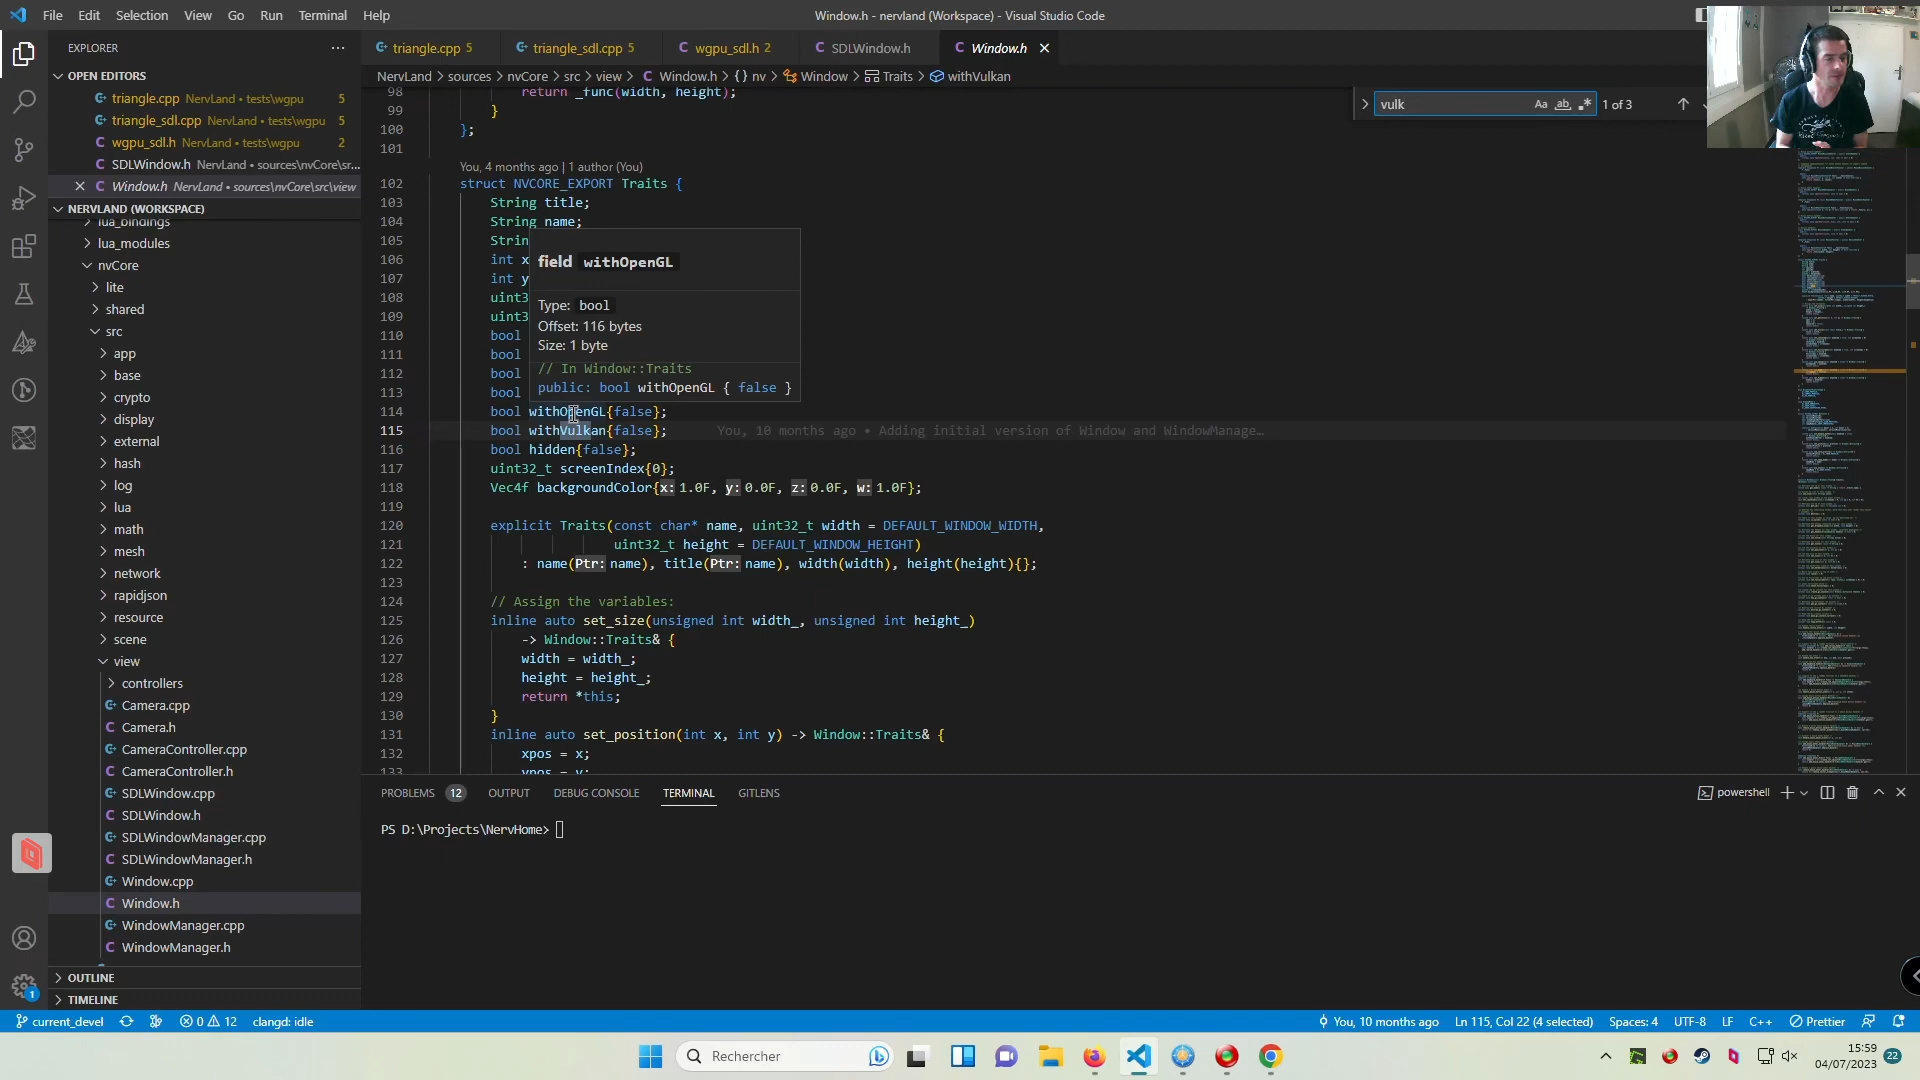 File Edit Selection View Go Run Terminal Help
Window.h - nervland (Workspace) - Visual Studio Code
EXPLORER
OPEN EDITORS
triangle.cpp NervLand • tests\wgpu 5
triangle_sdl.cpp NervLand • tests\wgpu 5
wgpu_sdl.h NervLand • tests\wgpu 2
SDLWindow.h NervLand • sources\nvCore\sr...
Window.h NervLand • sources\nvCore\src\view
NERVLAND (WORKSPACE)
lua_bindings
lua_modules
nvCore
lite
shared
src
app
base
crypto
display
external
hash
log
lua
math
mesh
network
rapidjson
resource
scene
view
controllers
Camera.cpp
Camera.h
CameraController.cpp
CameraController.h
SDLWindow.cpp
SDLWindow.h
SDLWindowManager.cpp
SDLWindowManager.h
Window.cpp
Window.h
WindowManager.cpp
WindowManager.h
OUTLINE
TIMELINE
triangle.cpp 5 triangle_sdl.cpp 5 wgpu_sdl.h 2 SDLWindow.h Window.h
NervLand > sources > nvCore > src > view > Window.h > {} nv > Window > Traits > withVulkan
vulk Aa ab 1 of 3
98 return _func(width, height);
99 }
100 };
101
You, 4 months ago | 1 author (You)
102 struct NVCORE_EXPORT Traits {
103 String title;
104 String name;
105 Strin
106 int x
107 int y
108 uint3
109 uint3
110 bool
111 bool
112 bool
113 bool
field withOpenGL
Type: bool
Offset: 116 bytes
Size: 1 byte
// In Window::Traits
public: bool withOpenGL { false }
114 bool withOpenGL{false};
115 bool withVulkan{false}; You, 10 months ago • Adding initial version of Window and WindowManage…
116 bool hidden{false};
117 uint32_t screenIndex{0};
118 Vec4f backgroundColor{x: 1.0F, y: 0.0F, z: 0.0F, w: 1.0F};
119
120 explicit Traits(const char* name, uint32_t width = DEFAULT_WINDOW_WIDTH,
121 uint32_t height = DEFAULT_WINDOW_HEIGHT)
122 : name(Ptr: name), title(Ptr: name), width(width), height(height){};
123
124 // Assign the variables:
125 inline auto set_size(unsigned int width_, unsigned int height_)
126 -> Window::Traits& {
127 width = width_;
128 height = height_;
129 return *this;
130 }
131 inline auto set_position(int x, int y) -> Window::Traits& {
132 xpos = x;
133 ypos = y;
PROBLEMS 12 OUTPUT DEBUG CONSOLE TERMINAL GITLENS
powershell
PS D:\Projects\NervHome>
current_devel 0 12 clangd: idle
You, 10 months ago Ln 115, Col 22 (4 selected) Spaces: 4 UTF-8 LF C++ Prettier
1
Rechercher
15:59
04/07/2023
22